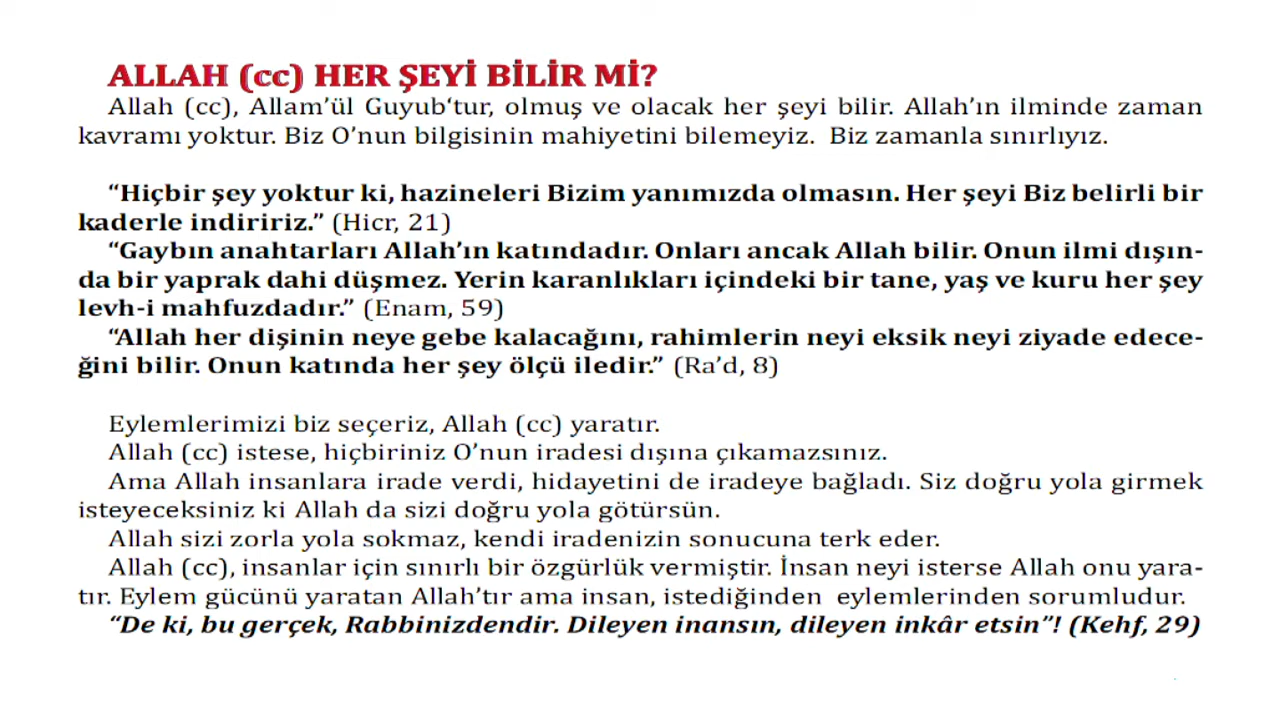 ALLAH (cc) HER ŞEYİ BİLİR Mİ?
Allah (cc), Allam’ül Guyub‘tur, olmuş ve olacak her şeyi bilir. Allah’ın ilminde zaman
kavramı yoktur. Biz O’nun bilgisinin mahiyetini bilemeyiz.  Biz zamanla sınırlıyız.
“Hiçbir şey yoktur ki, hazineleri Bizim yanımızda olmasın. Her şeyi Biz belirli bir
kaderle indiririz.” (Hicr, 21)
“Gaybın anahtarları Allah’ın katındadır. Onları ancak Allah bilir. Onun ilmi dışın-
da bir yaprak dahi düşmez. Yerin karanlıkları içindeki bir tane, yaş ve kuru her şey
levh-i mahfuzdadır.” (Enam, 59)
“Allah her dişinin neye gebe kalacağını, rahimlerin neyi eksik neyi ziyade edece-
ğini bilir. Onun katında her şey ölçü iledir.” (Ra’d, 8)
Eylemlerimizi biz seçeriz, Allah (cc) yaratır.
Allah (cc) istese, hiçbiriniz O’nun iradesi dışına çıkamazsınız.
Ama Allah insanlara irade verdi, hidayetini de iradeye bağladı. Siz doğru yola girmek
isteyeceksiniz ki Allah da sizi doğru yola götürsün.
Allah sizi zorla yola sokmaz, kendi iradenizin sonucuna terk eder.
Allah (cc), insanlar için sınırlı bir özgürlük vermiştir. İnsan neyi isterse Allah onu yara-
tır. Eylem gücünü yaratan Allah’tır ama insan, istediğinden  eylemlerinden sorumludur.
“De ki, bu gerçek, Rabbinizdendir. Dileyen inansın, dileyen inkâr etsin”! (Kehf, 29)